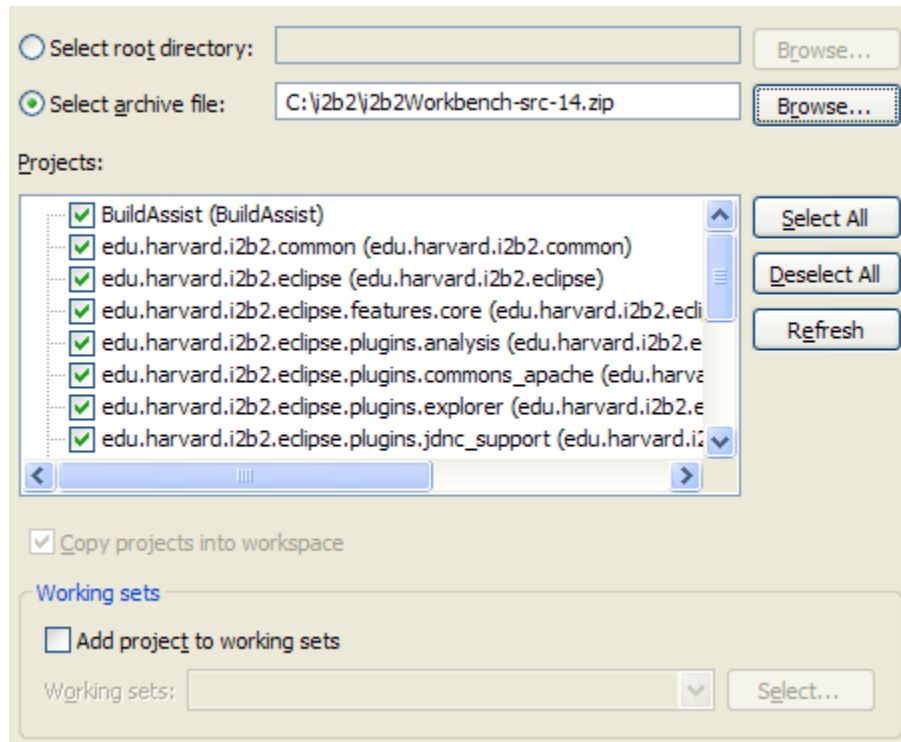 Select root directory: Browse...
Select archive file: C:\i2b2\i2b2Workbench-src-14.zip Browse...
Projects:
BuildAssist (BuildAssist)
edu.harvard.i2b2.common (edu.harvard.i2b2.common)
edu.harvard.i2b2.eclipse (edu.harvard.i2b2.eclipse)
edu.harvard.i2b2.eclipse.features.core (edu.harvard.i2b2.ecli
edu.harvard.i2b2.eclipse.plugins.analysis (edu.harvard.i2b2.e
edu.harvard.i2b2.eclipse.plugins.commons_apache (edu.harva
edu.harvard.i2b2.eclipse.plugins.explorer (edu.harvard.i2b2.e
edu.harvard.i2b2.eclipse.plugins.jdnc_support (edu.harvard.i2
Select All
Deselect All
Refresh
Copy projects into workspace
Working sets
Add project to working sets
Working sets: Select...